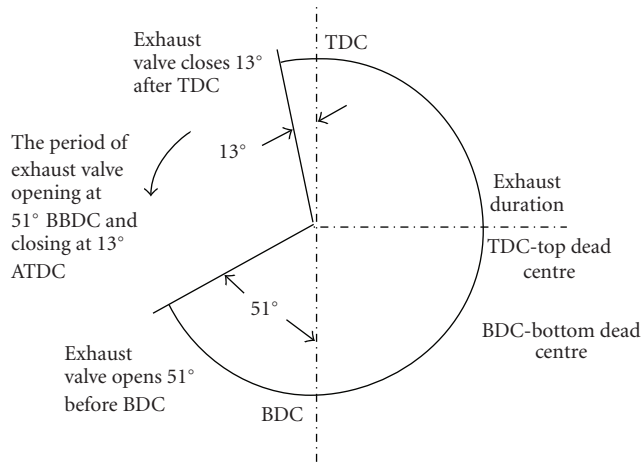 Exhaust
valve closes 13°
after TDC
TDC
The period of
exhaust valve
opening at
51° BBDC and
closing at 13°
ATDC
13°
Exhaust
duration
TDC-top dead
centre
51°
BDC-bottom dead
centre
Exhaust
valve opens 51°
before BDC
BDC